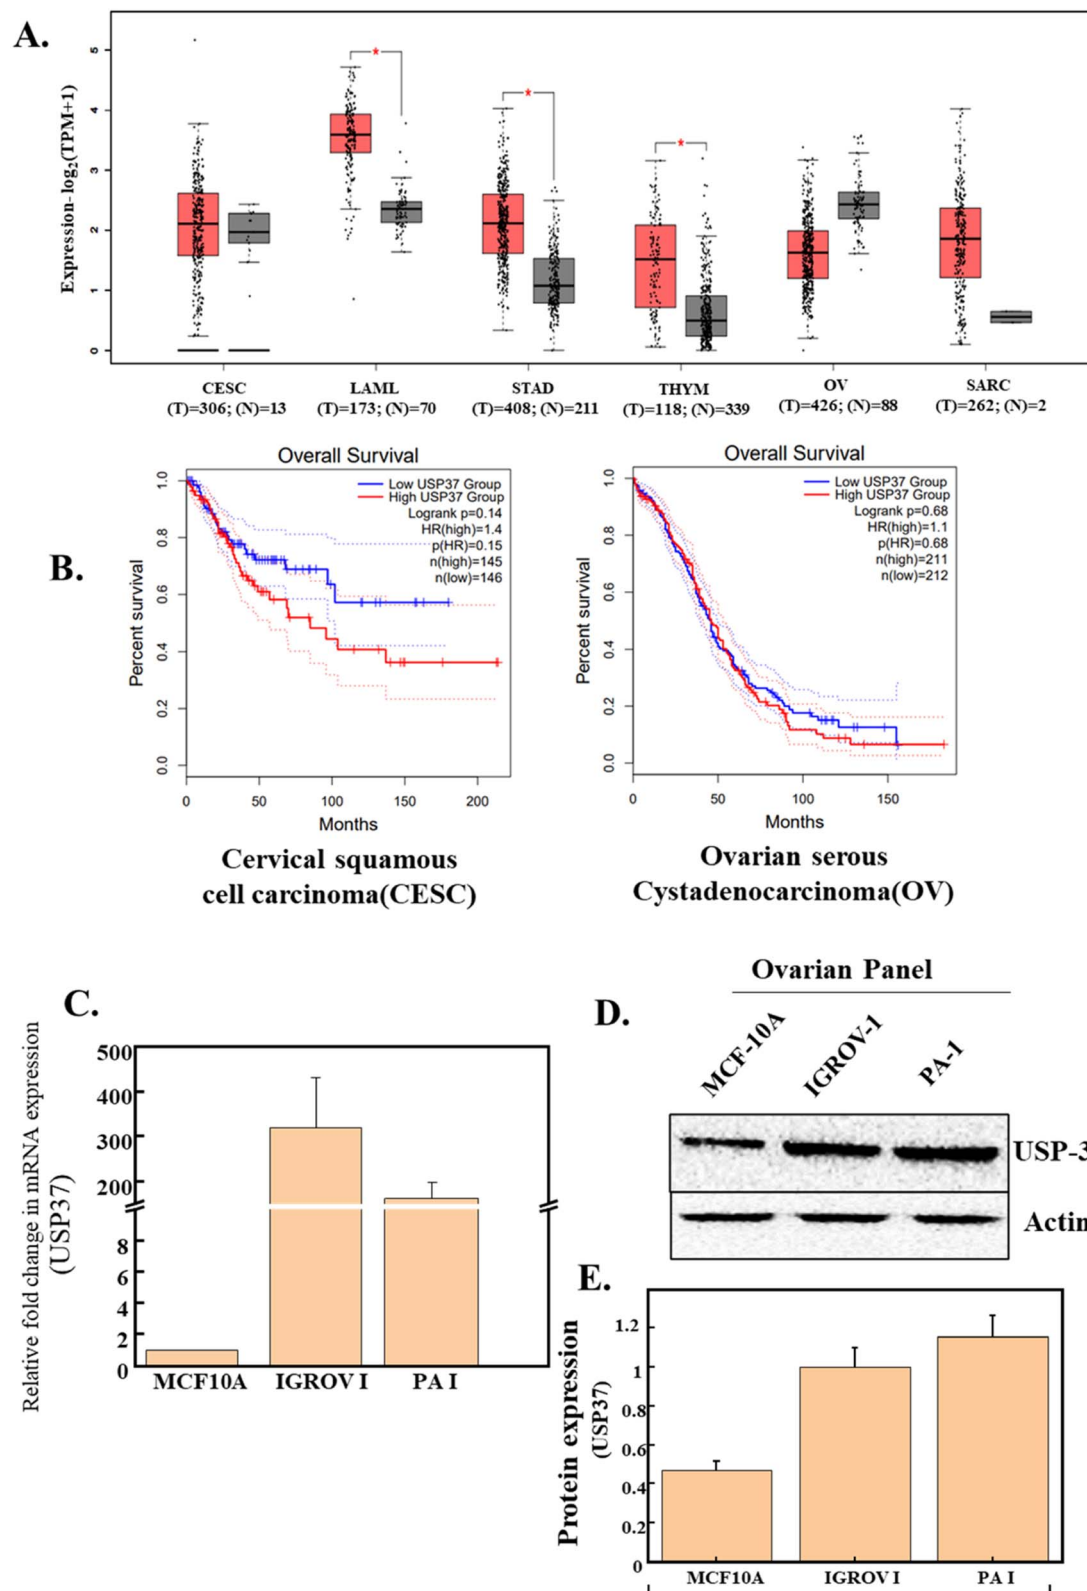 A.
Expression-log2(TPM+1)
5
4
3
2
1
0
*
*
*
CESC
(T)=306; (N)=13
LAML
(T)=173; (N)=70
STAD
(T)=408; (N)=211
THYM
(T)=118; (N)=339
OV
(T)=426; (N)=88
SARC
(T)=262; (N)=2
B.
Overall Survival
Low USP37 Group
High USP37 Group
Logrank p=0.14
HR(high)=1.4
p(HR)=0.15
n(high)=145
n(low)=146
Percent survival
1.0
0.8
0.6
0.4
0.2
0.0
0 50 100 150 200
Months
Cervical squamous
cell carcinoma(CESC)
Overall Survival
Low USP37 Group
High USP37 Group
Logrank p=0.68
HR(high)=1.1
p(HR)=0.68
n(high)=211
n(low)=212
Percent survival
1.0
0.8
0.6
0.4
0.2
0.0
0 50 100 150
Months
Ovarian serous
Cystadenocarcinoma(OV)
C.
Relative fold change in mRNA expression
(USP37)
500
400
300
200
8
6
4
2
0
MCF10A IGROV I PA I
D.
Ovarian Panel
MCF-10A IGROV-1 PA-1
USP-3
Actin
E.
Protein expression
(USP37)
1.2
1
0.8
0.6
0.4
0.2
0
MCF10A IGROV I PA I